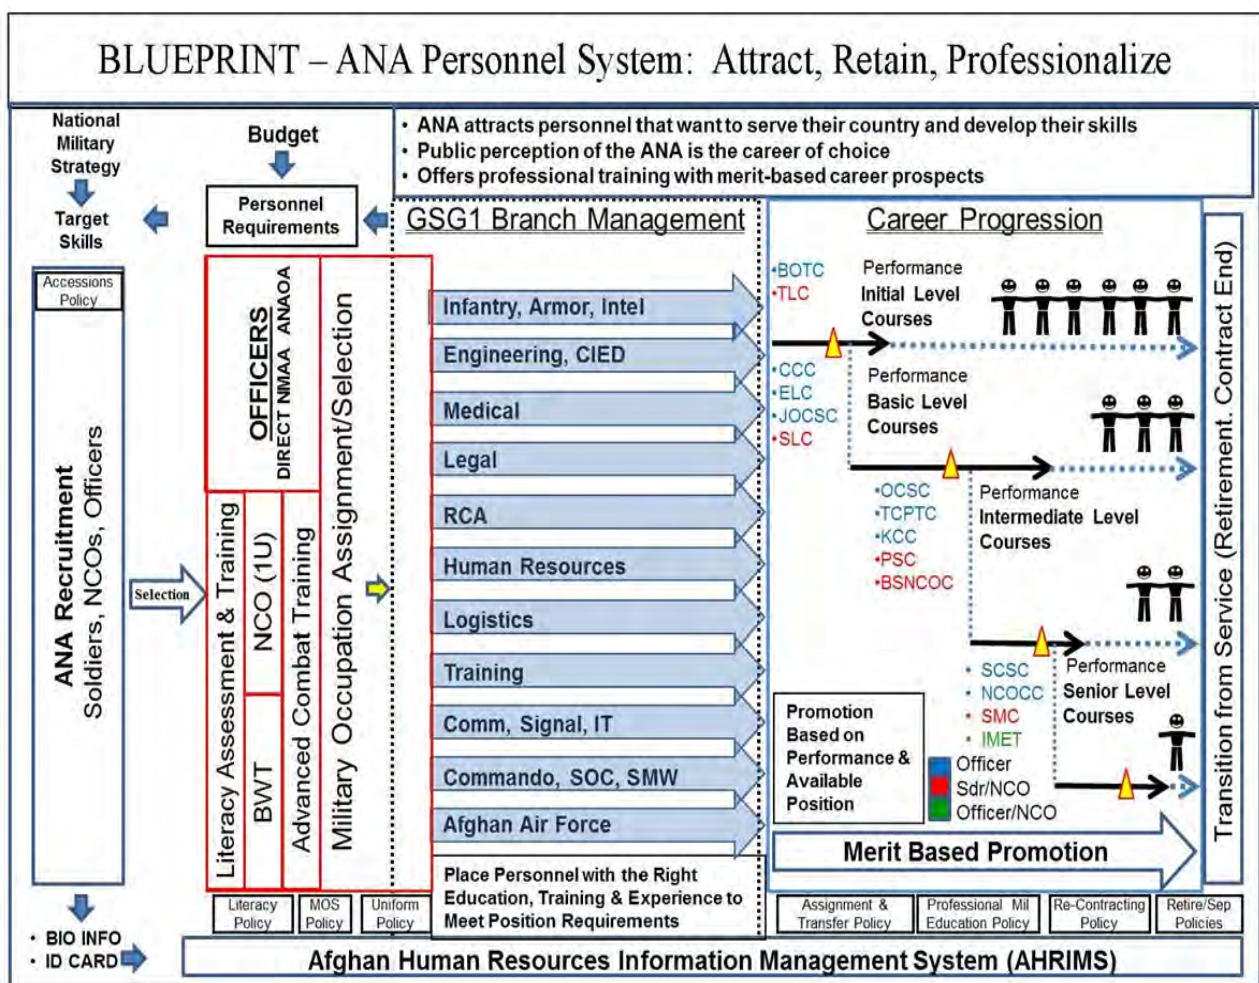 BLUEPRINT – ANA Personnel System: Attract, Retain, Professionalize
National
Military
Strategy
Target
Skills
Budget
Personnel
Requirements
• ANA attracts personnel that want to serve their country and develop their skills
• Public perception of the ANA is the career of choice
• Offers professional training with merit-based career prospects
Accessions
Policy
ANA Recruitment
Soldiers, NCOs, Officers
Selection
• BIO INFO
• ID CARD
OFFICERS
DIRECT NMAA ANAOA
Literacy Assessment & Training
NCO (1U)
BWT
Advanced Combat Training
Military Occupation Assignment/Selection
GSG1 Branch Management
Infantry, Armor, Intel
Engineering, CIED
Medical
Legal
RCA
Human Resources
Logistics
Training
Comm, Signal, IT
Commando, SOC, SMW
Afghan Air Force
Place Personnel with the Right
Education, Training & Experience to
Meet Position Requirements
Career Progression
•BOTC
•TLC
Performance
Initial Level
Courses
•CCC
•ELC
•JOCSC
•SLC
Performance
Basic Level
Courses
•OCSC
•TCPTC
•KCC
•PSC
•BSNCOC
Performance
Intermediate Level
Courses
• SCSC
• NCOCC
• SMC
• IMET
Performance
Senior Level
Courses
Promotion
Based on
Performance &
Available
Position
Officer
Sdr/NCO
Officer/NCO
Merit Based Promotion
Transition from Service (Retirement. Contract End)
Literacy
Policy
MOS
Policy
Uniform
Policy
Assignment &
Transfer Policy
Professional Mil
Education Policy
Re-Contracting
Policy
Retire/Sep
Policies
Afghan Human Resources Information Management System (AHRIMS)